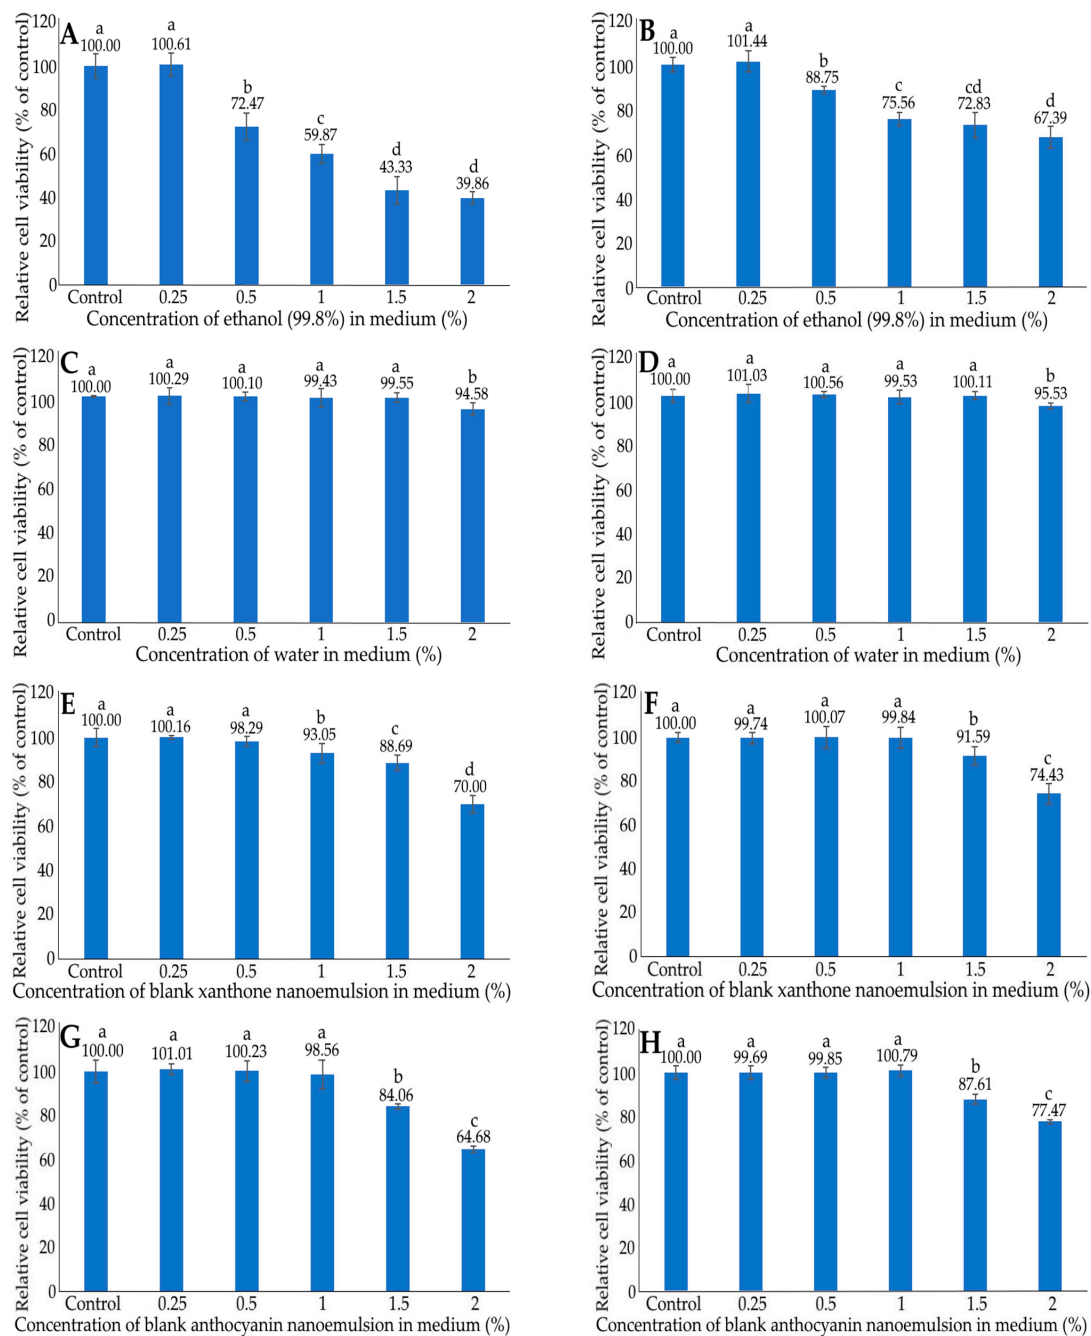 A
Relative cell viability (% of control)
120
100
80
60
40
20
0
a
100.00
a
100.61
b
72.47
c
59.87
d
43.33
d
39.86
Control 0.25 0.5 1 1.5 2
Concentration of ethanol (99.8%) in medium (%)
B
Relative cell viability (% of control)
120
100
80
60
40
20
0
a
100.00
a
101.44
b
88.75
c
75.56
cd
72.83
d
67.39
Control 0.25 0.5 1 1.5 2
Concentration of ethanol (99.8%) in medium (%)
C
Relative cell viability (% of control)
120
100
80
60
40
20
0
a
100.00
a
100.29
a
100.10
a
99.43
a
99.55
b
94.58
Control 0.25 0.5 1 1.5 2
Concentration of water in medium (%)
D
Relative cell viability (% of control)
120
100
80
60
40
20
0
a
100.00
a
101.03
a
100.56
a
99.53
a
100.11
b
95.53
Control 0.25 0.5 1 1.5 2
Concentration of water in medium (%)
E
Relative cell viability (% of control)
120
100
80
60
40
20
0
a
100.00
a
100.16
a
98.29
b
93.05
c
88.69
d
70.00
Control 0.25 0.5 1 1.5 2
Concentration of blank xanthone nanoemulsion in medium (%)
F
Relative cell viability (% of control)
120
100
80
60
40
20
0
a
100.00
a
99.74
a
100.07
a
99.84
b
91.59
c
74.43
Control 0.25 0.5 1 1.5 2
Concentration of blank xanthone nanoemulsion in medium (%)
G
Relative cell viability (% of control)
120
100
80
60
40
20
0
a
100.00
a
101.01
a
100.23
a
98.56
b
84.06
c
64.68
Control 0.25 0.5 1 1.5 2
Concentration of blank anthocyanin nanoemulsion in medium (%)
H
Relative cell viability (% of control)
120
100
80
60
40
20
0
a
100.00
a
99.69
a
99.85
a
100.79
b
87.61
c
77.47
Control 0.25 0.5 1 1.5 2
Concentration of blank anthocyanin nanoemulsion in medium (%)